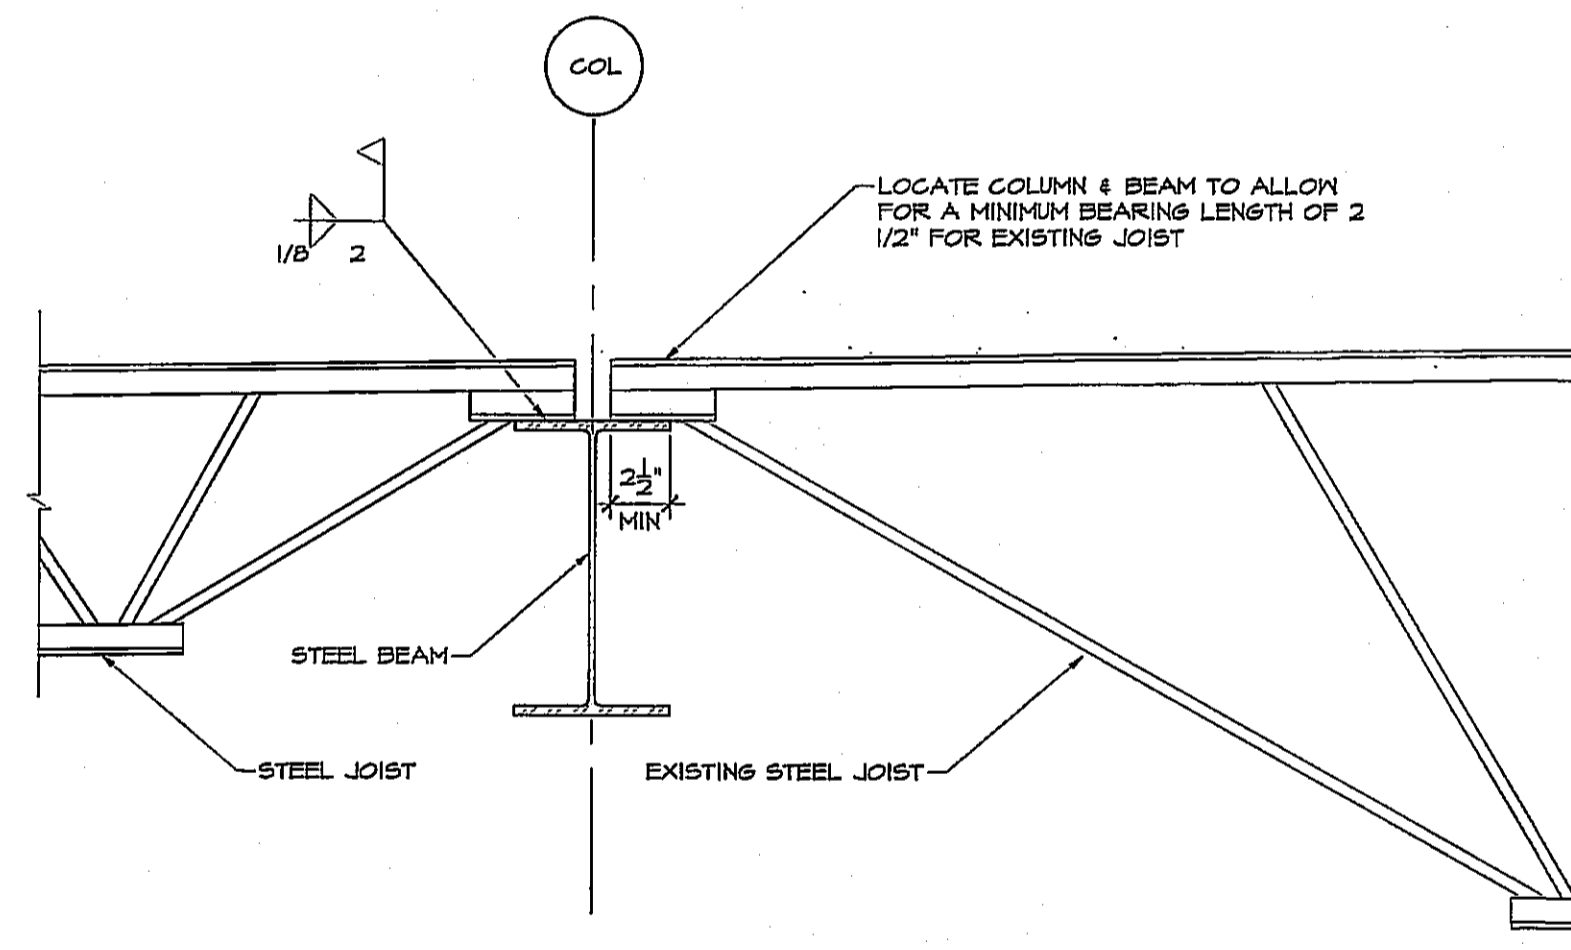 COL
LOCATE COLUMN & BEAM TO ALLOW
FOR A MINIMUM BEARING LENGTH OF 2
1/2" FOR EXISTING JOIST
1/8 2
2 1/2"
MIN
STEEL BEAM
STEEL JOIST
EXISTING STEEL JOIST